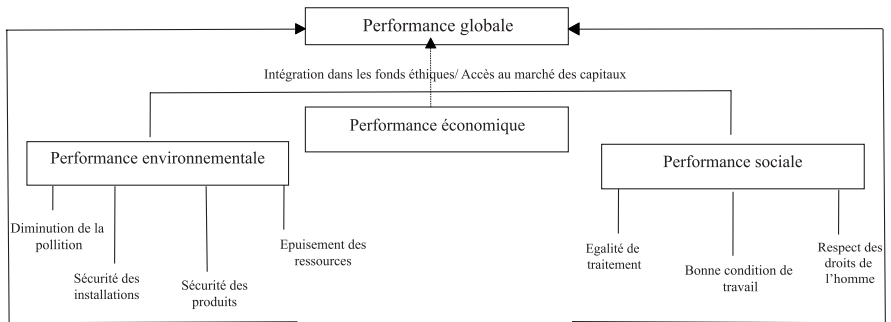 Performance globale
Intégration dans les fonds éthiques/ Accès au marché des capitaux
Performance économique
Performance environnementale
Performance sociale
Diminution de la
pollition
Sécurité des
installations
Sécurité des
produits
Epuisement des
ressources
Egalité de
traitement
Bonne condition de
travail
Respect des
droits de
l’homme